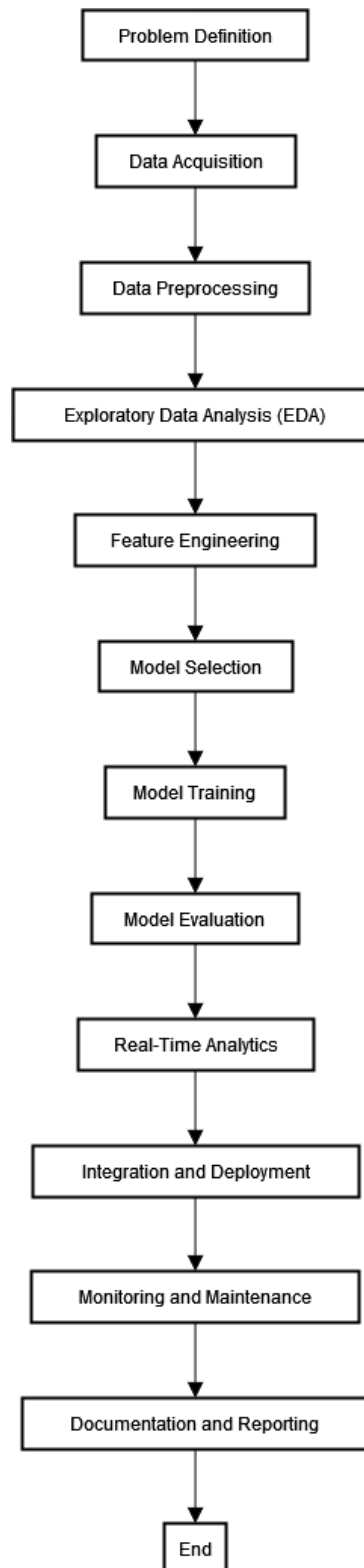 Problem Definition
Data Acquisition
Data Preprocessing
Exploratory Data Analysis (EDA)
Feature Engineering
Model Selection
Model Training
Model Evaluation
Real-Time Analytics
Integration and Deployment
Monitoring and Maintenance
Documentation and Reporting
End